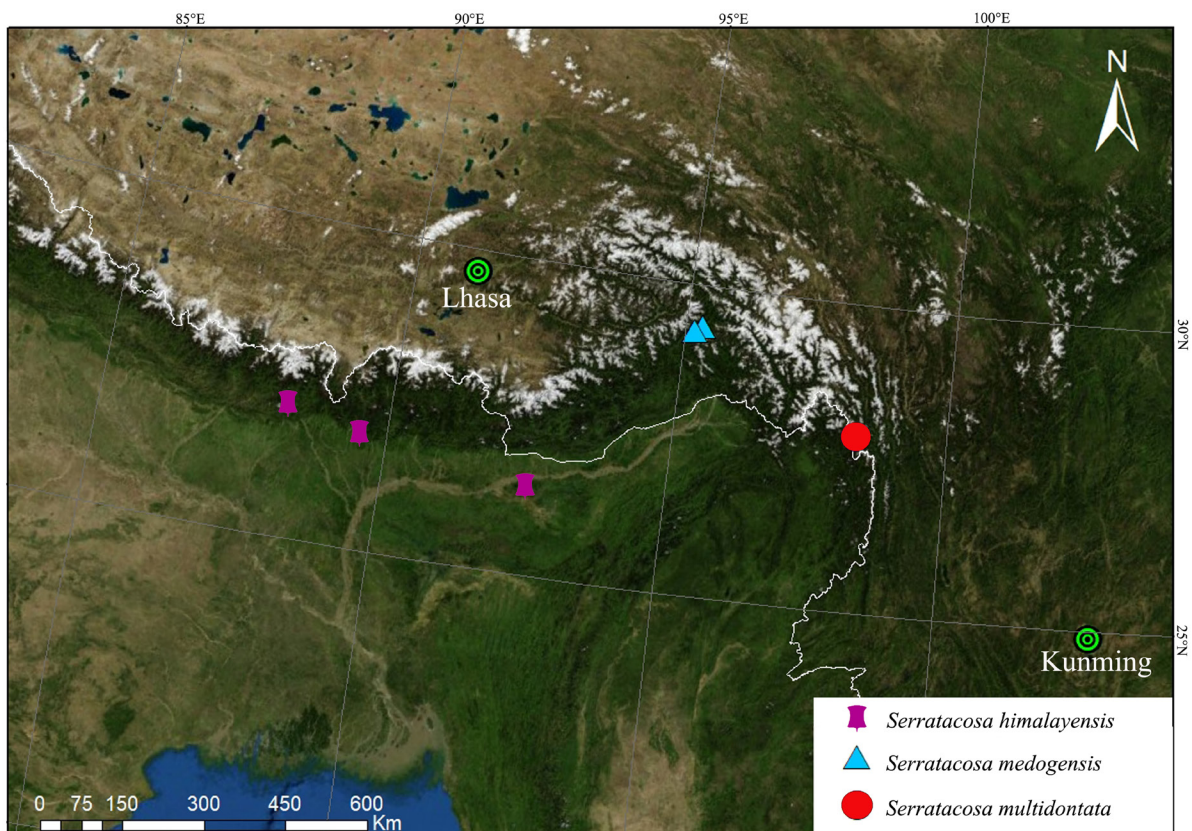 85°E 90°E 95°E 100°E
N
Lhasa
30°N
25°N
Kunming
Serratacosa himalayensis
Serratacosa medogensis
Serratacosa multidontata
0 75 150 300 450 600
Km